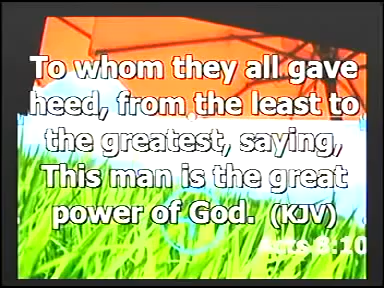 To whom they all gave
heed, from the least to
the greatest, saying,
This man is the great
power of God. (KJV)
Acts 8:10